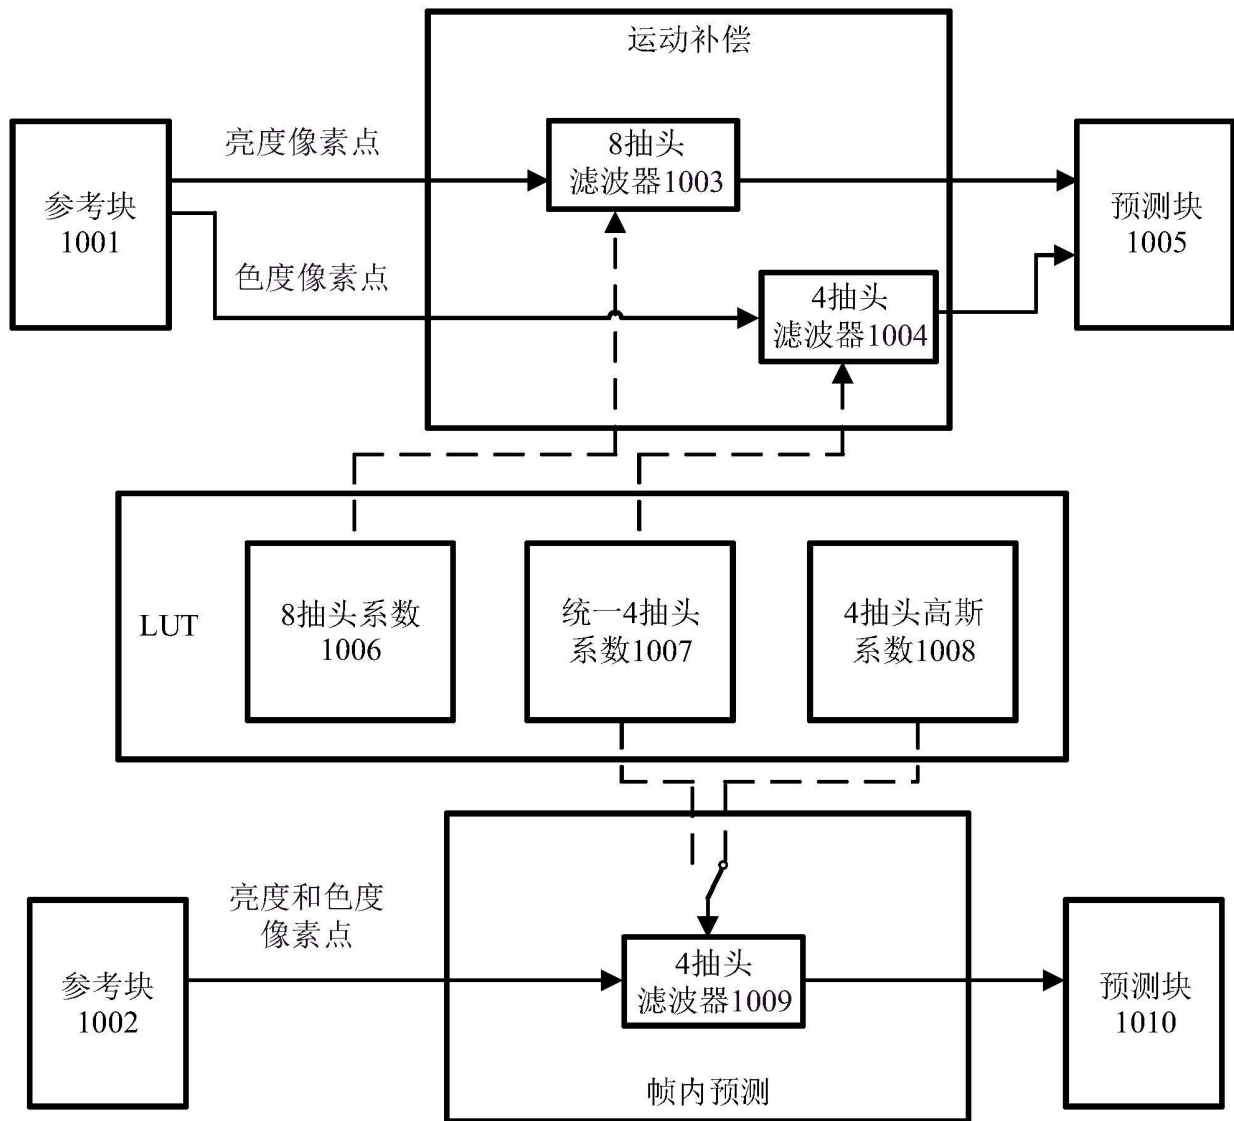 运动补偿
参考块
1001
亮度像素点
色度像素点
8抽头
滤波器1003
4抽头
滤波器1004
预测块
1005
LUT
8抽头系数
1006
统一4抽头
系数1007
4抽头高斯
系数1008
参考块
1002
亮度和色度
像素点
4抽头
滤波器1009
帧内预测
预测块
1010